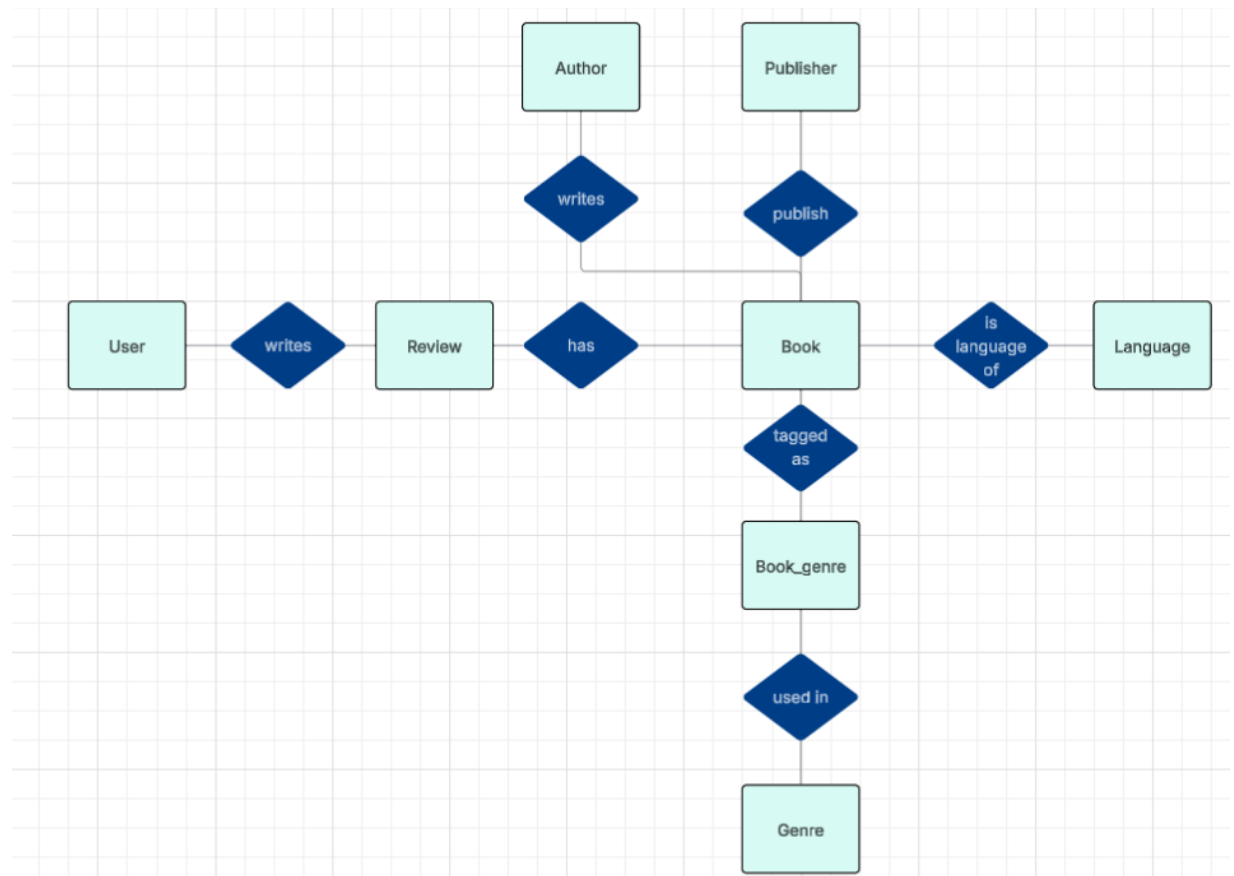 Author
Publisher
writes
publish
User
writes
Review
has
Book
is
language
of
Language
tagged
as
Book_genre
used in
Genre